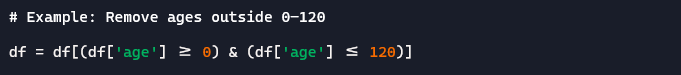 # Example: Remove ages outside 0–120
df = df[(df['age'] ≥ 0) & (df['age'] ≤ 120)]